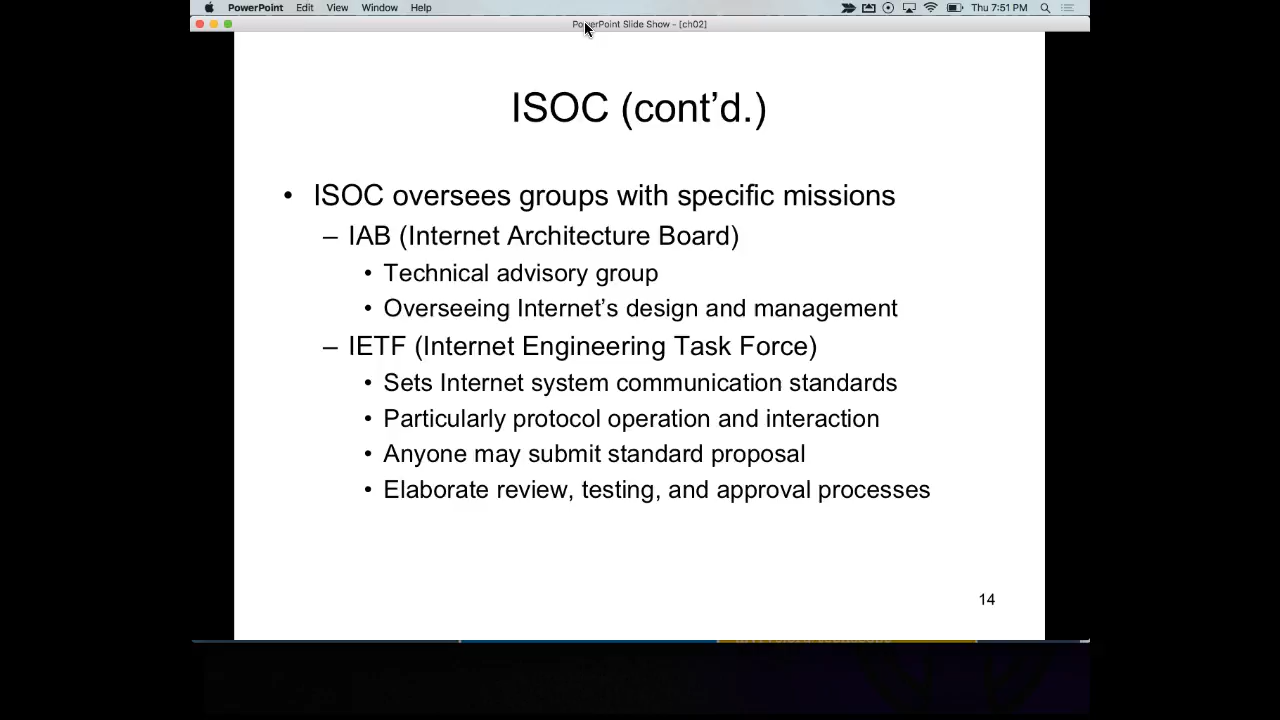 PowerPoint Edit View Window Help Thu 7:51 PM
PowerPoint Slide Show - [ch02]
ISOC (cont’d.)
• ISOC oversees groups with specific missions
– IAB (Internet Architecture Board)
• Technical advisory group
• Overseeing Internet’s design and management
– IETF (Internet Engineering Task Force)
• Sets Internet system communication standards
• Particularly protocol operation and interaction
• Anyone may submit standard proposal
• Elaborate review, testing, and approval processes
14